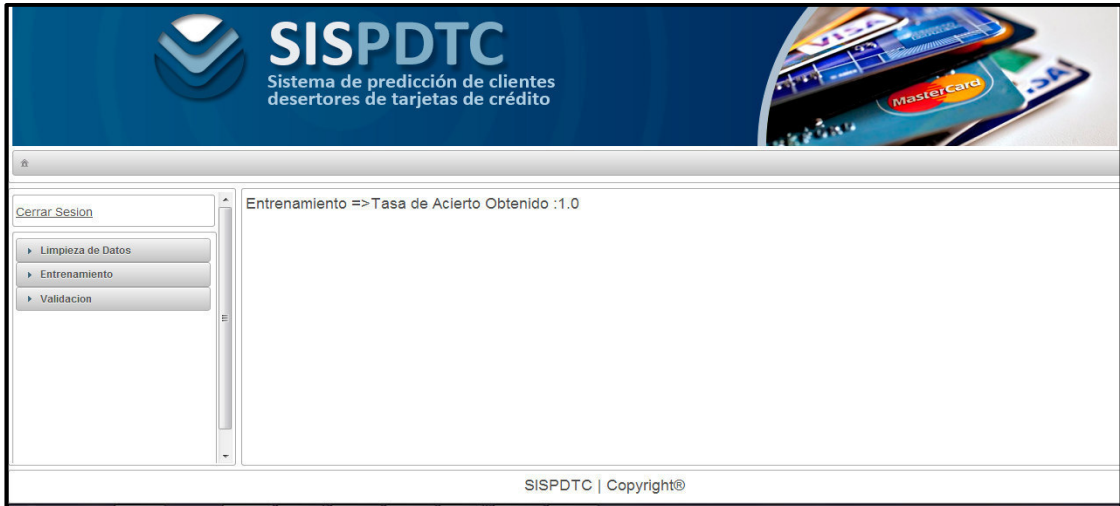 SISPDTC
Sistema de predicción de clientes
desertores de tarjetas de crédito
VISA
MasterCard
Cerrar Sesion
Entrenamiento =>Tasa de Acierto Obtenido :1.0
Limpieza de Datos
Entrenamiento
Validacion
SISPDTC | Copyright®